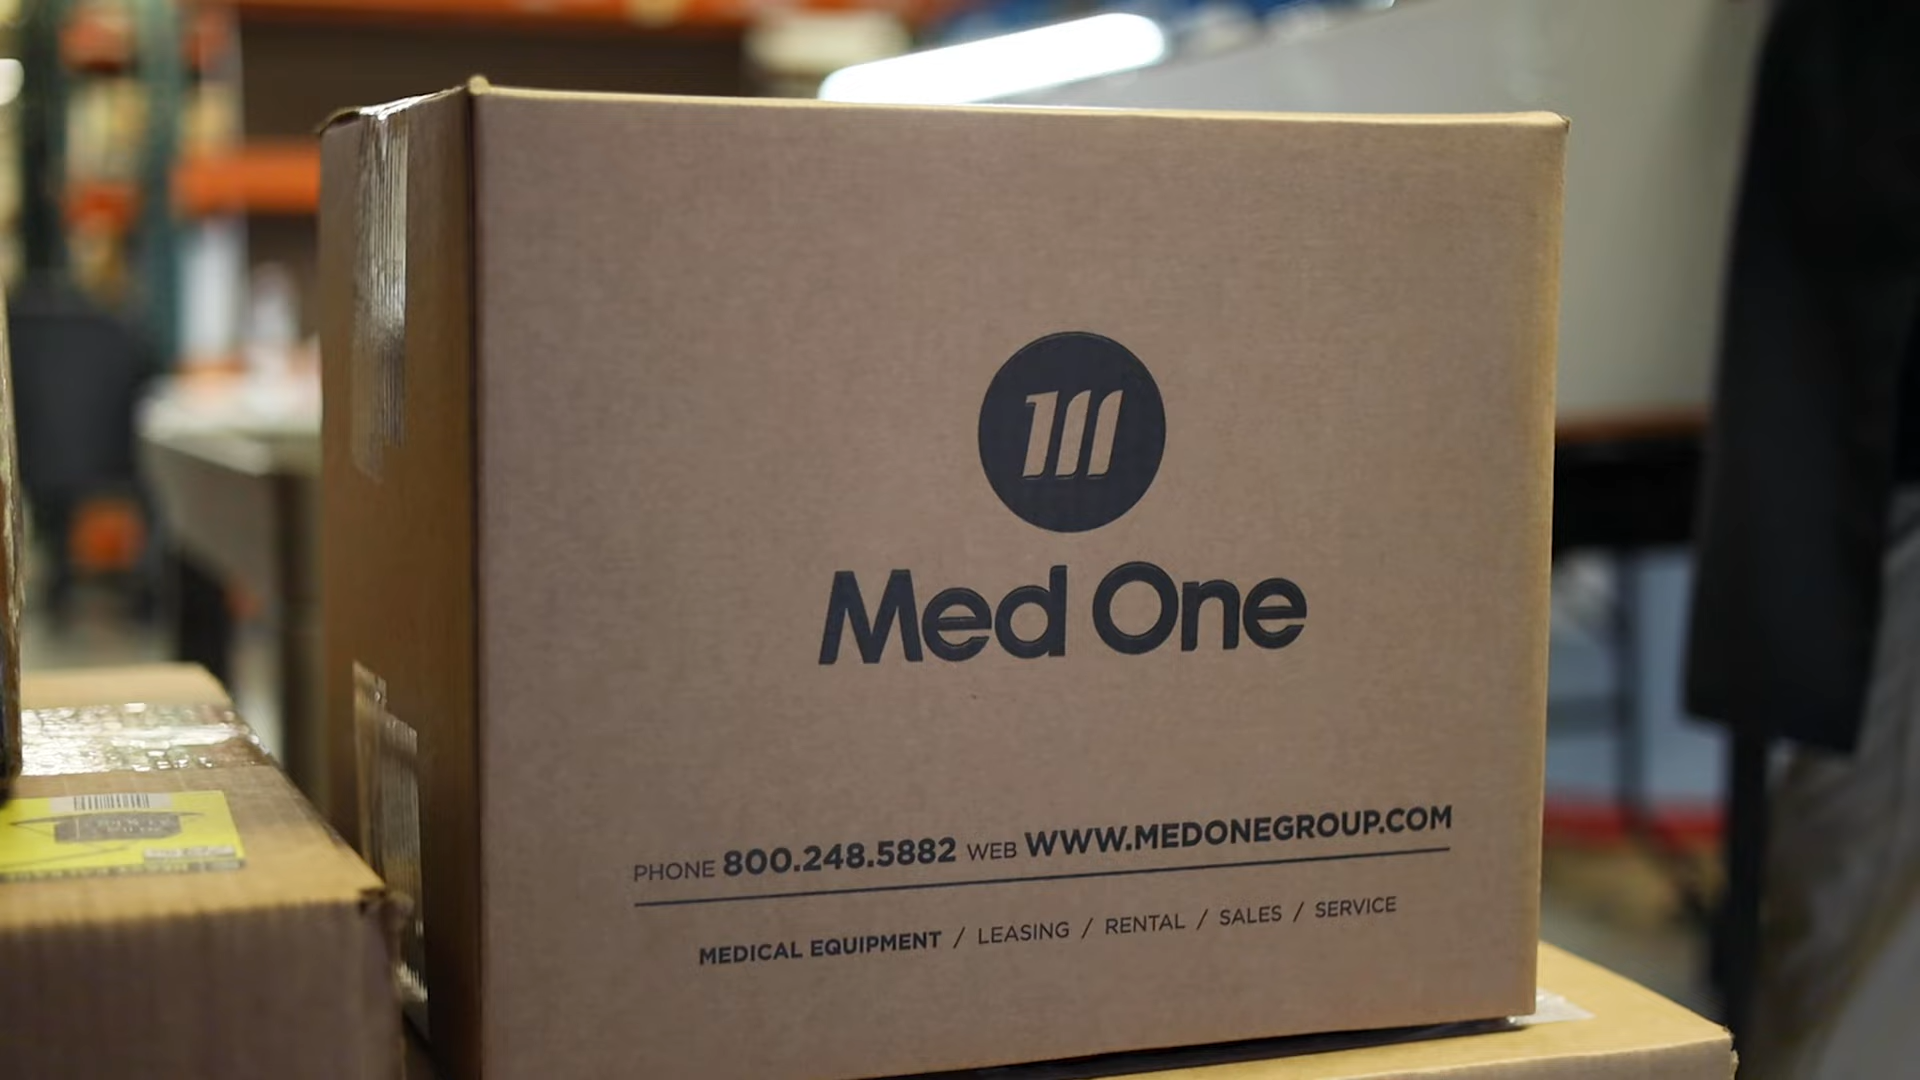 Med One
PHONE 800.248.5882 WEB WWW.MEDONEGROUP.COM
MEDICAL EQUIPMENT / LEASING / RENTAL / SALES / SERVICE